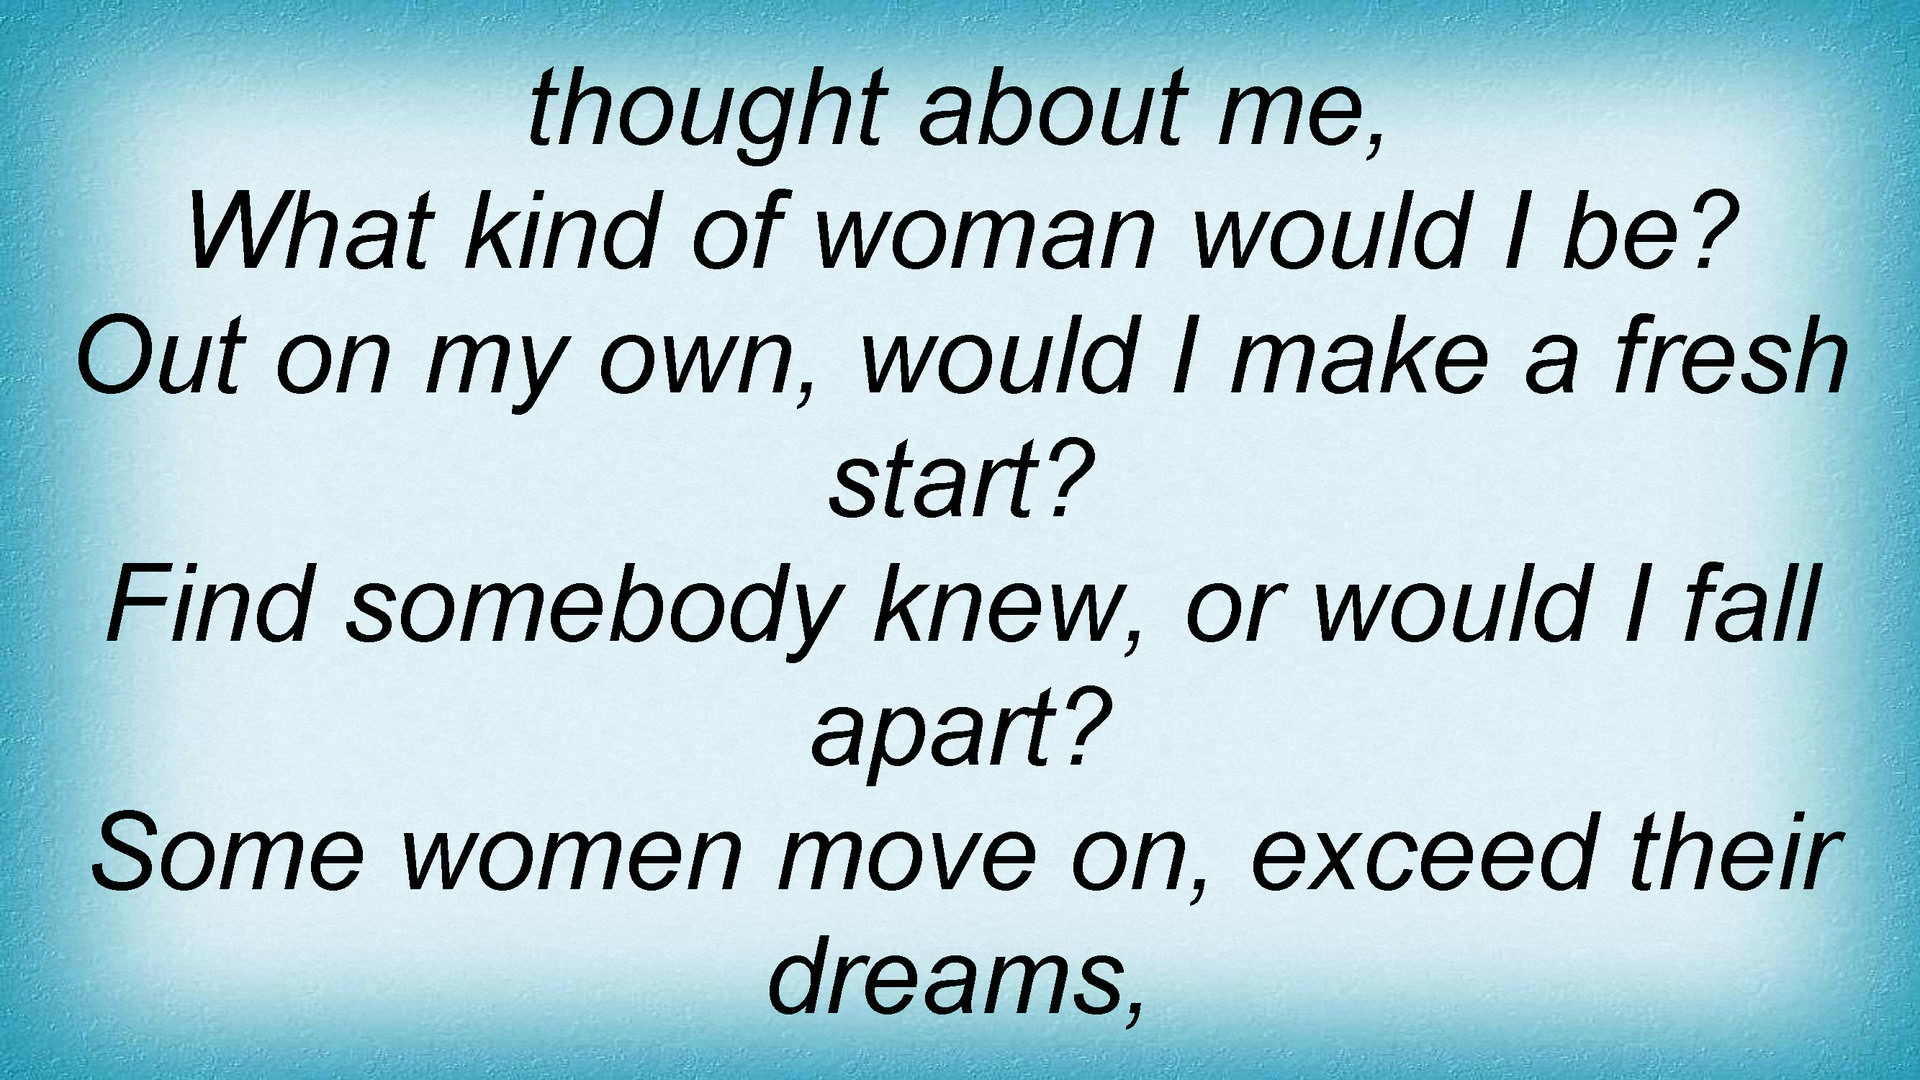 thought about me,
What kind of woman would I be?
Out on my own, would I make a fresh
start?
Find somebody knew, or would I fall
apart?
Some women move on, exceed their
dreams,